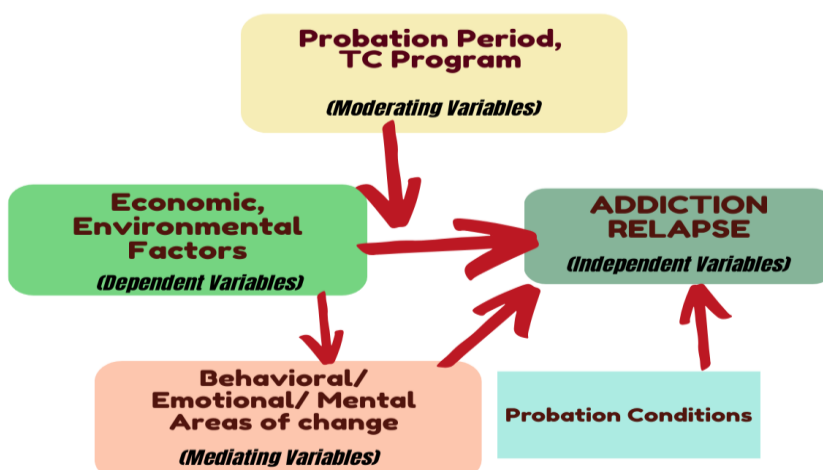 Probation Period,
TC Program
(Moderating Variables)
Economic,
Environmental
Factors
(Dependent Variables)
ADDICTION
RELAPSE
(Independent Variables)
Behavioral/
Emotional/ Mental
Areas of change
(Mediating Variables)
Probation Conditions